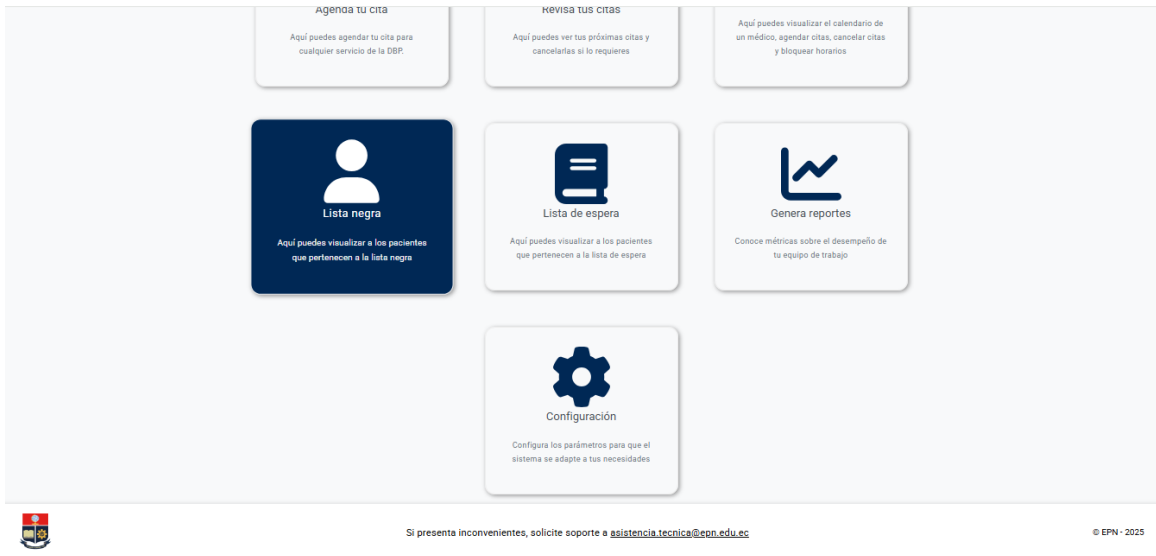 Agenda tu cita
Aquí puedes agendar tu cita para
cualquier servicio de la DBP.
Revisa tus citas
Aquí puedes ver tus próximas citas y
cancelarlas si lo requieres
Aquí puedes visualizar el calendario de
un médico, agendar citas, cancelar citas
y bloquear horarios
Lista negra
Aquí puedes visualizar a los pacientes
que pertenecen a la lista negra
Lista de espera
Aquí puedes visualizar a los pacientes
que pertenecen a la lista de espera
Genera reportes
Conoce métricas sobre el desempeño de
tu equipo de trabajo
Configuración
Configura los parámetros para que el
sistema se adapte a tus necesidades
Si presenta inconvenientes, solicite soporte a asistencia.tecnica@epn.edu.ec
© EPN - 2025